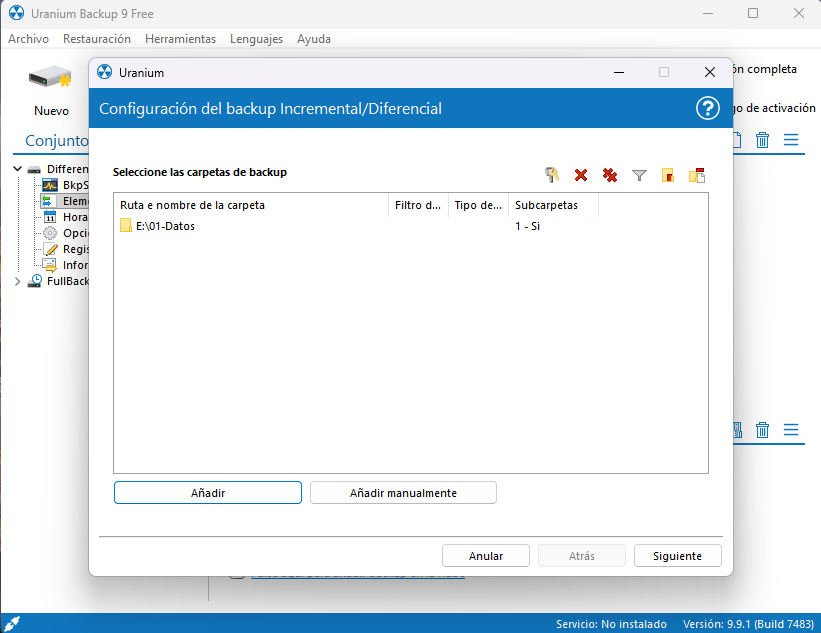 Uranium Backup 9 Free
Archivo Restauración Herramientas Lenguajes Ayuda
Nuevo
ón completa
go de activación
Conjunto
Uranium
Configuración del backup Incremental/Diferencial
?
Seleccione las carpetas de backup
Ruta e nombre de la carpeta Filtro d... Tipo de... Subcarpetas
E:\01-Datos 1 - Si
Añadir Añadir manualmente
Anular Atrás Siguiente
Differen
BkpS
Elem
Hora
Opci
Regis
Infor
FullBack
Servicio: No instalado Versión: 9.9.1 (Build 7483)